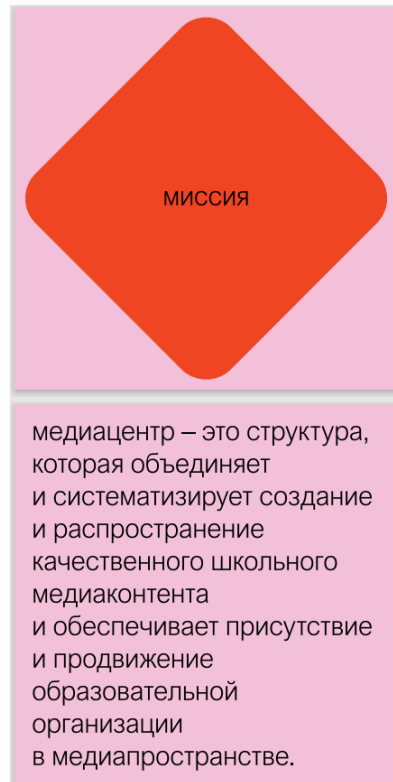 миссия
медиацентр – это структура,
которая объединяет
и систематизирует создание
и распространение
качественного школьного
медиаконтента
и обеспечивает присутствие
и продвижение
образовательной
организации
в медиапространстве.